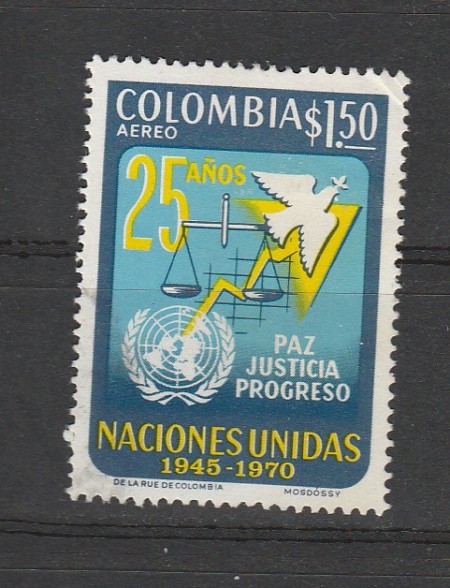 COLOMBIA $1.50
AEREO
25 AÑOS
PAZ
JUSTICIA
PROGRESO
NACIONES UNIDAS
1945-1970
DE LA RUE DE COLOMBIA MOSDÓSSY